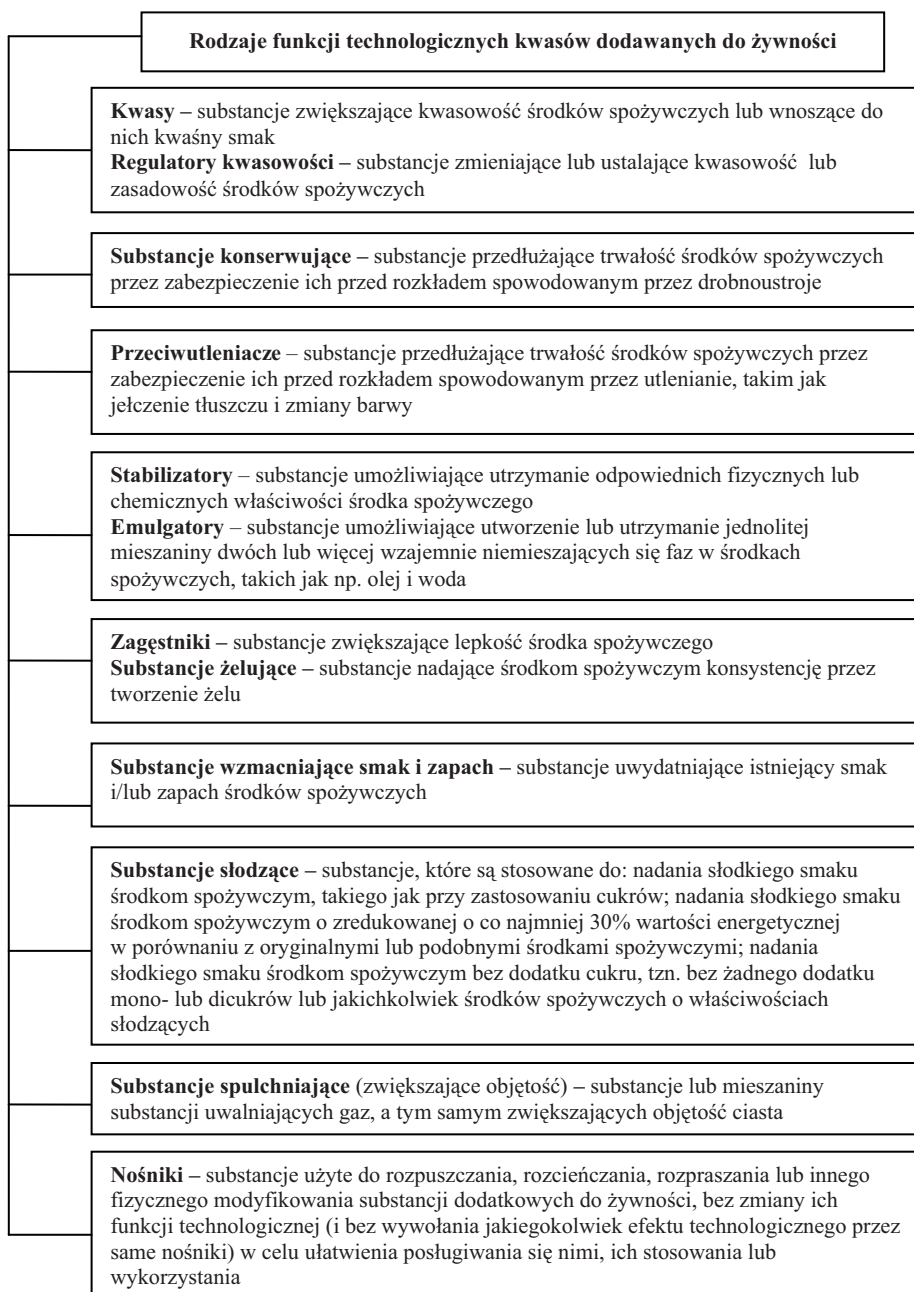 Rodzaje funkcji technologicznych kwasów dodawanych do żywności
Kwasy – substancje zwiększające kwasowość środków spożywczych lub wnoszące do
nich kwaśny smak
Regulatory kwasowości – substancje zmieniające lub ustalające kwasowość lub
zasadowość środków spożywczych
Substancje konserwujące – substancje przedłużające trwałość środków spożywczych
przez zabezpieczenie ich przed rozkładem spowodowanym przez drobnoustroje
Przeciwutleniacze – substancje przedłużające trwałość środków spożywczych przez
zabezpieczenie ich przed rozkładem spowodowanym przez utlenianie, takim jak
jełczenie tłuszczu i zmiany barwy
Stabilizatory – substancje umożliwiające utrzymanie odpowiednich fizycznych lub
chemicznych właściwości środka spożywczego
Emulgatory – substancje umożliwiające utworzenie lub utrzymanie jednolitej
mieszaniny dwóch lub więcej wzajemnie niemieszających się faz w środkach
spożywczych, takich jak np. olej i woda
Zagęstniki – substancje zwiększające lepkość środka spożywczego
Substancje żelujące – substancje nadające środkom spożywczym konsystencję przez
tworzenie żelu
Substancje wzmacniające smak i zapach – substancje uwydatniające istniejący smak
i/lub zapach środków spożywczych
Substancje słodzące – substancje, które są stosowane do: nadania słodkiego smaku
środkom spożywczym, takiego jak przy zastosowaniu cukrów; nadania słodkiego smaku
środkom spożywczym o zredukowanej o co najmniej 30% wartości energetycznej
w porównaniu z oryginalnymi lub podobnymi środkami spożywczymi; nadania
słodkiego smaku środkom spożywczym bez dodatku cukru, tzn. bez żadnego dodatku
mono- lub dicukrów lub jakichkolwiek środków spożywczych o właściwościach
słodzących
Substancje spulchniające (zwiększające objętość) – substancje lub mieszaniny
substancji uwalniających gaz, a tym samym zwiększających objętość ciasta
Nośniki – substancje użyte do rozpuszczania, rozcieńczania, rozpraszania lub innego
fizycznego modyfikowania substancji dodatkowych do żywności, bez zmiany ich
funkcji technologicznej (i bez wywołania jakiegokolwiek efektu technologicznego przez
same nośniki) w celu ułatwienia posługiwania się nimi, ich stosowania lub
wykorzystania